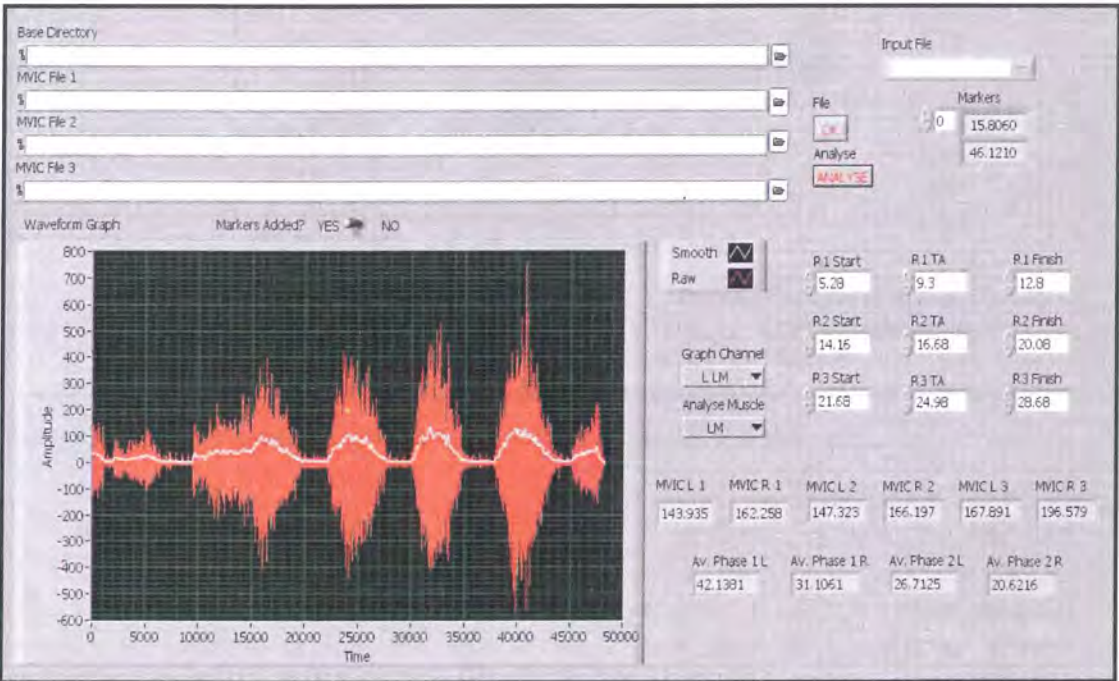 Base Directory
Input File
MVIC File 1
MVIC File 2
File
Markers
OK
0
15.8060
46.1210
Analyse
ANALYSE
MVIC File 3
Waveform Graph
Markers Added? YES NO
Smooth
Raw
R1 Start R1 TA R1 Finish
5.28 9.3 12.8
R2 Start R2 TA R2 Finish
14.16 16.68 20.08
Graph Channel
L LM
R3 Start R3 TA R3 Finish
21.68 24.98 28.68
Analyse Muscle
LM
MVIC L 1 MVIC R 1 MVIC L 2 MVIC R 2 MVIC L 3 MVIC R 3
143.935 162.258 147.323 166.197 167.891 196.579
Av. Phase 1 L Av. Phase 1 R Av. Phase 2 L Av. Phase 2 R
42.1381 31.1061 26.7125 20.6216
Amplitude
800
700
600
500
400
300
200
100
0
-100
-200
-300
-400
-500
-600
0 5000 10000 15000 20000 25000 30000 35000 40000 45000 50000
Time